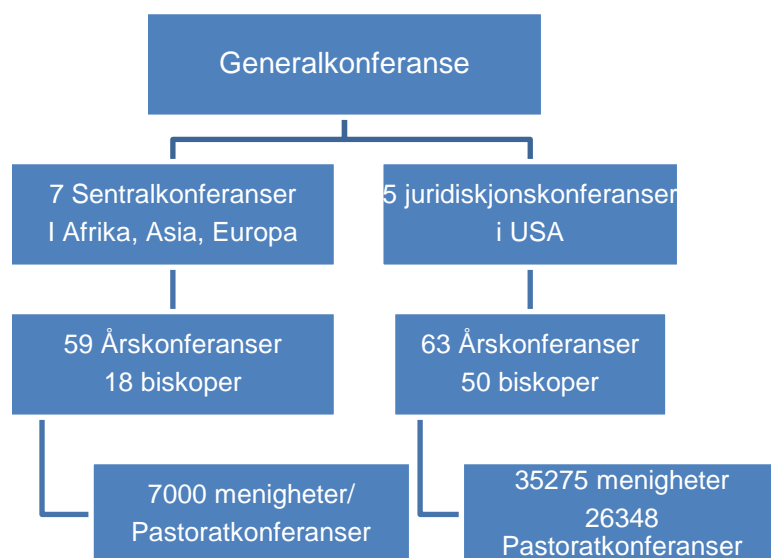 Generalkonferanse
7 Sentralkonferanser
I Afrika, Asia, Europa
5 juridiskjonskonferanser
i USA
59 Årskonferanser
18 biskoper
63 Årskonferanser
50 biskoper
7000 menigheter/
Pastoratkonferanser
35275 menigheter
26348
Pastoratkonferanser